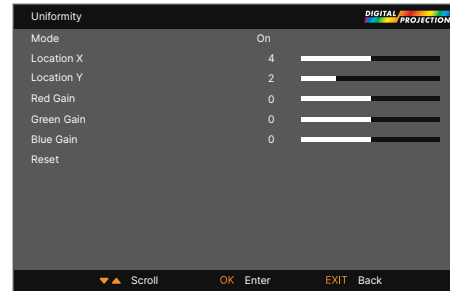 Uniformity DIGITAL PROJECTION
Mode On
Location X 4
Location Y 2
Red Gain 0
Green Gain 0
Blue Gain 0
Reset
▼▲ Scroll OK Enter EXIT Back